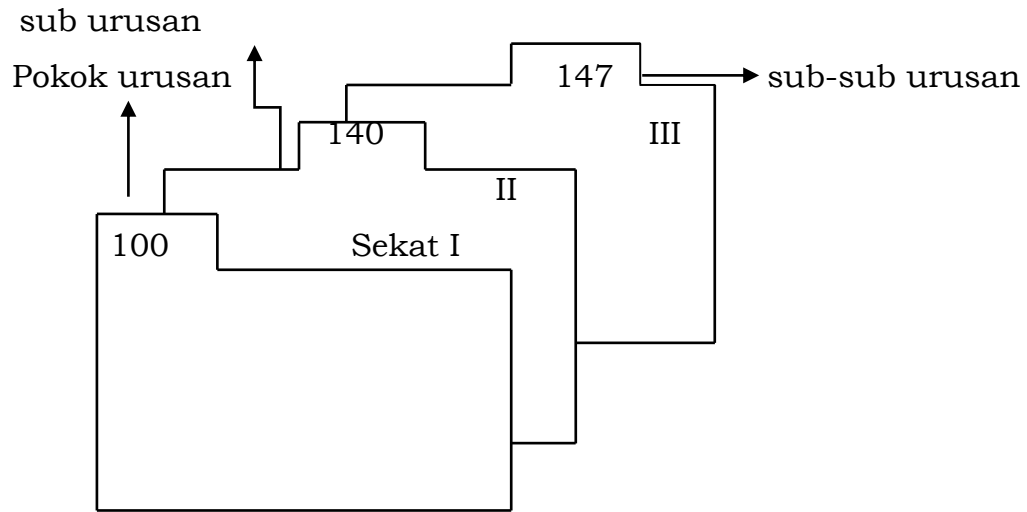 sub urusan
Pokok urusan
147
sub-sub urusan
140
III
II
100
Sekat I